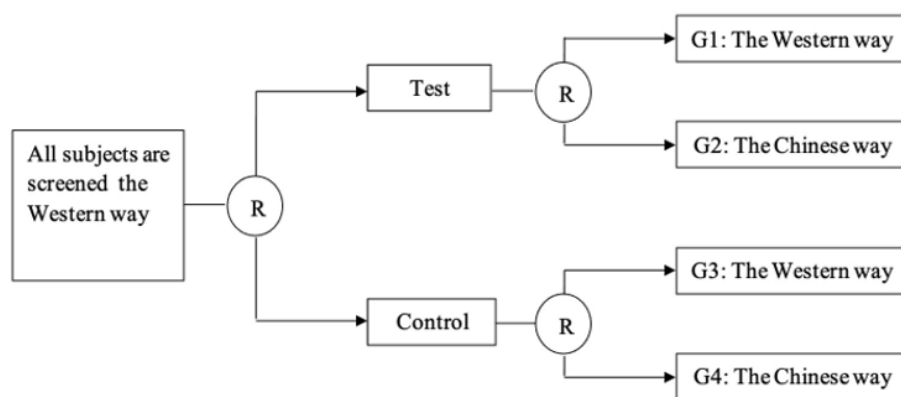 All subjects are
screened the
Western way
R
Test
R
G1: The Western way
G2: The Chinese way
Control
R
G3: The Western way
G4: The Chinese way